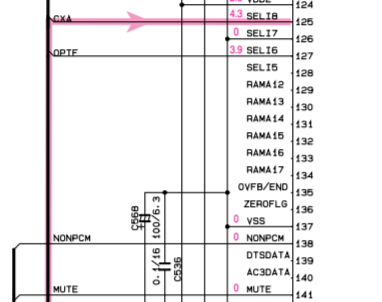 124
CXA 4.3 SELI8 125
0 SELI7 126
OPTF 3.9 SELI6 127
SELI5 128
RAMA12 129
RAMA13 130
RAMA14 131
RAMA15 132
RAMA16 133
RAMA17 134
OVFB/END 135
ZEROFLG 136
C568 100/6.3
0 VSS 137
NONPCM 0 NONPCM 138
0.1/16 C536
DTSDATA 139
AC3DATA 140
MUTE 0 MUTE 141